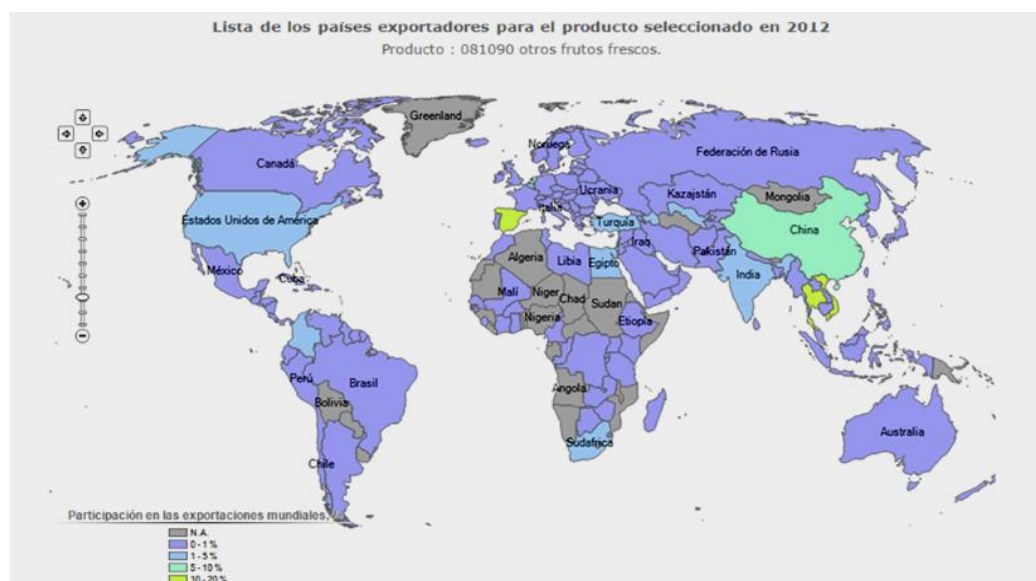 Lista de los países exportadores para el producto seleccionado en 2012
Producto : 081090 otros frutos frescos.
Greenland
Noruega
Federación de Rusia
Canadá
Ucrania
Kazajstán
Mongolia
Italia
Estados Unidos de América
Turquía
China
Iraq
Pakistán
Algeria
Libia
Egipto
India
México
Cuba
Malí
Niger
Chad
Sudan
Nigeria
Etiopía
Perú
Brasil
Angola
Bolivia
Australia
Sudafrica
Chile
Participación en las exportaciones mundiales,
N.A.
0 - 1 %
1 - 5 %
5 - 10 %
10 - 20 %